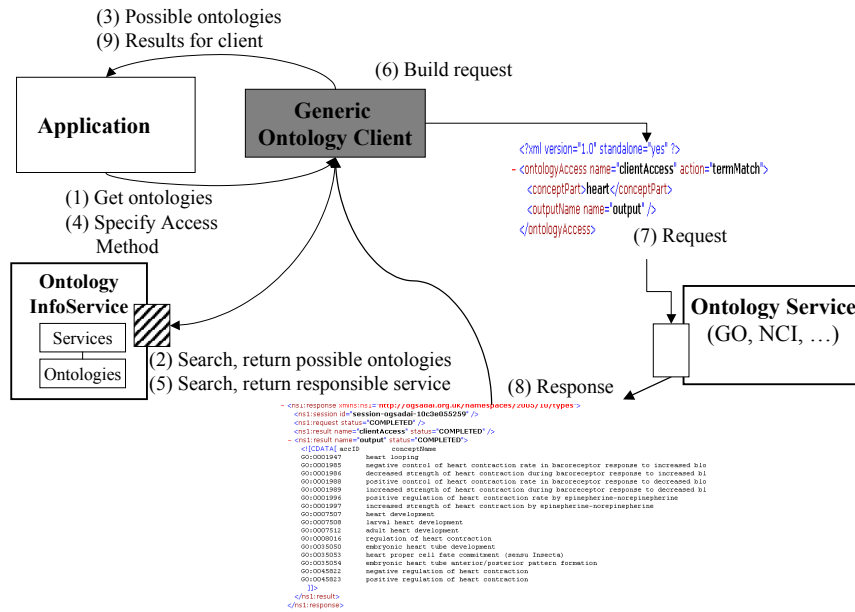 (3) Possible ontologies
(9) Results for client
(6) Build request
Application
Generic
Ontology Client
<?xml version="1.0" standalone="yes" ?>
- <ontologyAccess name="clientAccess" action="termMatch">
<conceptPart>heart</conceptPart>
<outputName name="output" />
</ontologyAccess>
(1) Get ontologies
(4) Specify Access
Method
(7) Request
Ontology
InfoService
Services
Ontologies
Ontology Service
(GO, NCI, …)
(2) Search, return possible ontologies
(5) Search, return responsible service
(8) Response
- <ns1:response xmlns:ns1="http://ogsadai.org.uk/namespaces/2005/10/types">
<ns1:session id="session-ogsadai-10c3e055259" />
<ns1:request status="COMPLETED" />
<ns1:result name="clientAccess" status="COMPLETED" />
- <ns1:result name="output" status="COMPLETED">
<![CDATA[ accID conceptName
GO:0001947 heart looping
GO:0001985 negative control of heart contraction rate in baroreceptor response to increased blo
GO:0001986 decreased strength of heart contraction during baroreceptor response to increased bl
GO:0001988 positive control of heart contraction rate in baroreceptor response to decreased blo
GO:0001989 increased strength of heart contraction during baroreceptor response to decreased bl
GO:0001996 positive regulation of heart contraction rate by epinephrine-norepinephrine
GO:0001997 increased strength of heart contraction by epinephrine-norepinephrine
GO:0007507 heart development
GO:0007508 larval heart development
GO:0007512 adult heart development
GO:0008016 regulation of heart contraction
GO:0035050 embryonic heart tube development
GO:0035053 heart proper cell fate commitment (sensu Insecta)
GO:0035054 embryonic heart tube anterior/posterior pattern formation
GO:0045822 negative regulation of heart contraction
GO:0045823 positive regulation of heart contraction
]]>
</ns1:result>
</ns1:response>